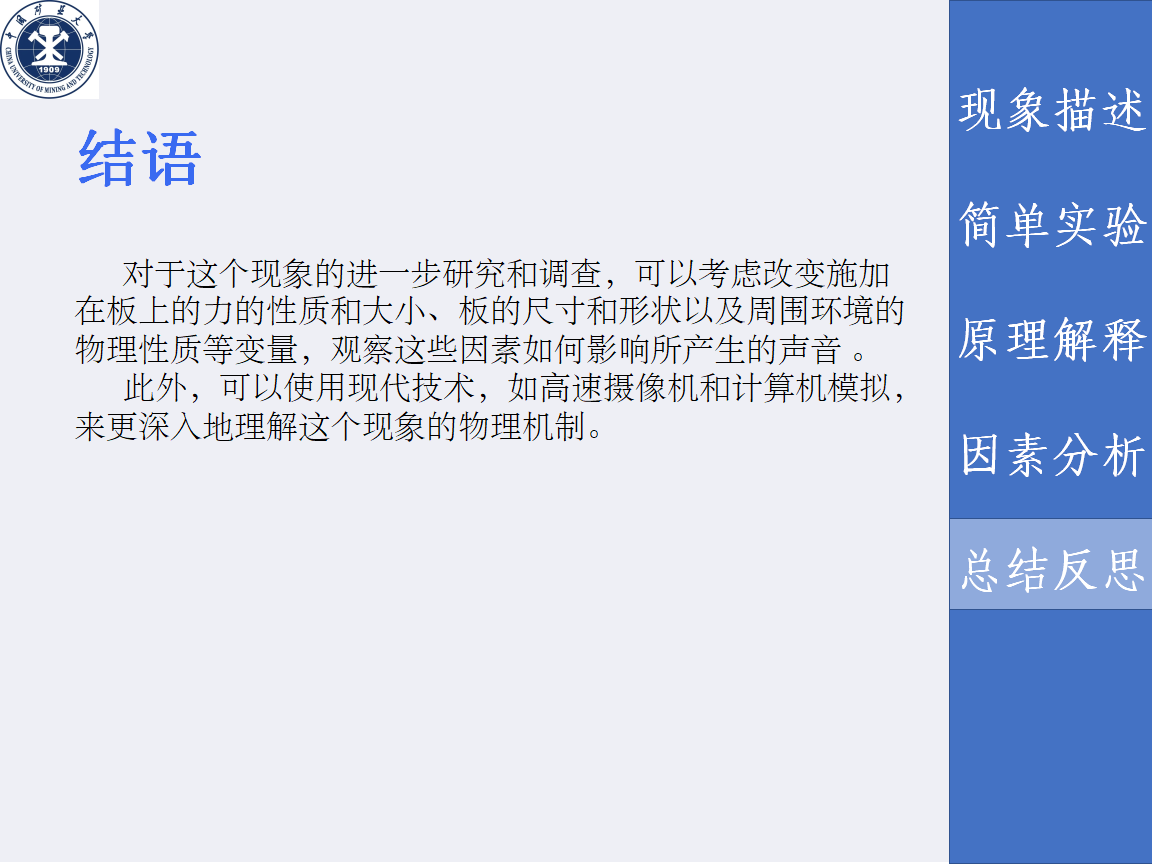 中国矿业大学
CHINA UNIVERSITY OF MINING AND TECHNOLOGY
1909
结语
对于这个现象的进一步研究和调查，可以考虑改变施加
在板上的力的性质和大小、板的尺寸和形状以及周围环境的
物理性质等变量，观察这些因素如何影响所产生的声音 。
此外，可以使用现代技术，如高速摄像机和计算机模拟，
来更深入地理解这个现象的物理机制。
现象描述
简单实验
原理解释
因素分析
总结反思